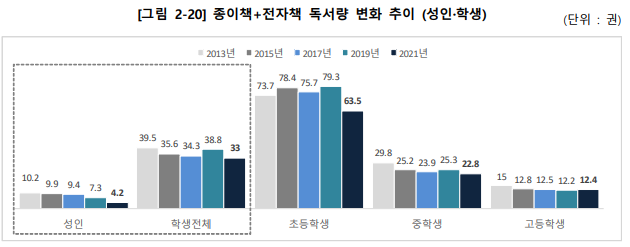 [그림 2-20] 종이책+전자책 독서량 변화 추이 (성인·학생)
(단위 : 권)
2013년 2015년 2017년 2019년 2021년
10.2 9.9 9.4 7.3 4.2
39.5 35.6 34.3 38.8 33
73.7 78.4 75.7 79.3 63.5
29.8 25.2 23.9 25.3 22.8
15 12.8 12.5 12.2 12.4
성인 학생전체 초등학생 중학생 고등학생